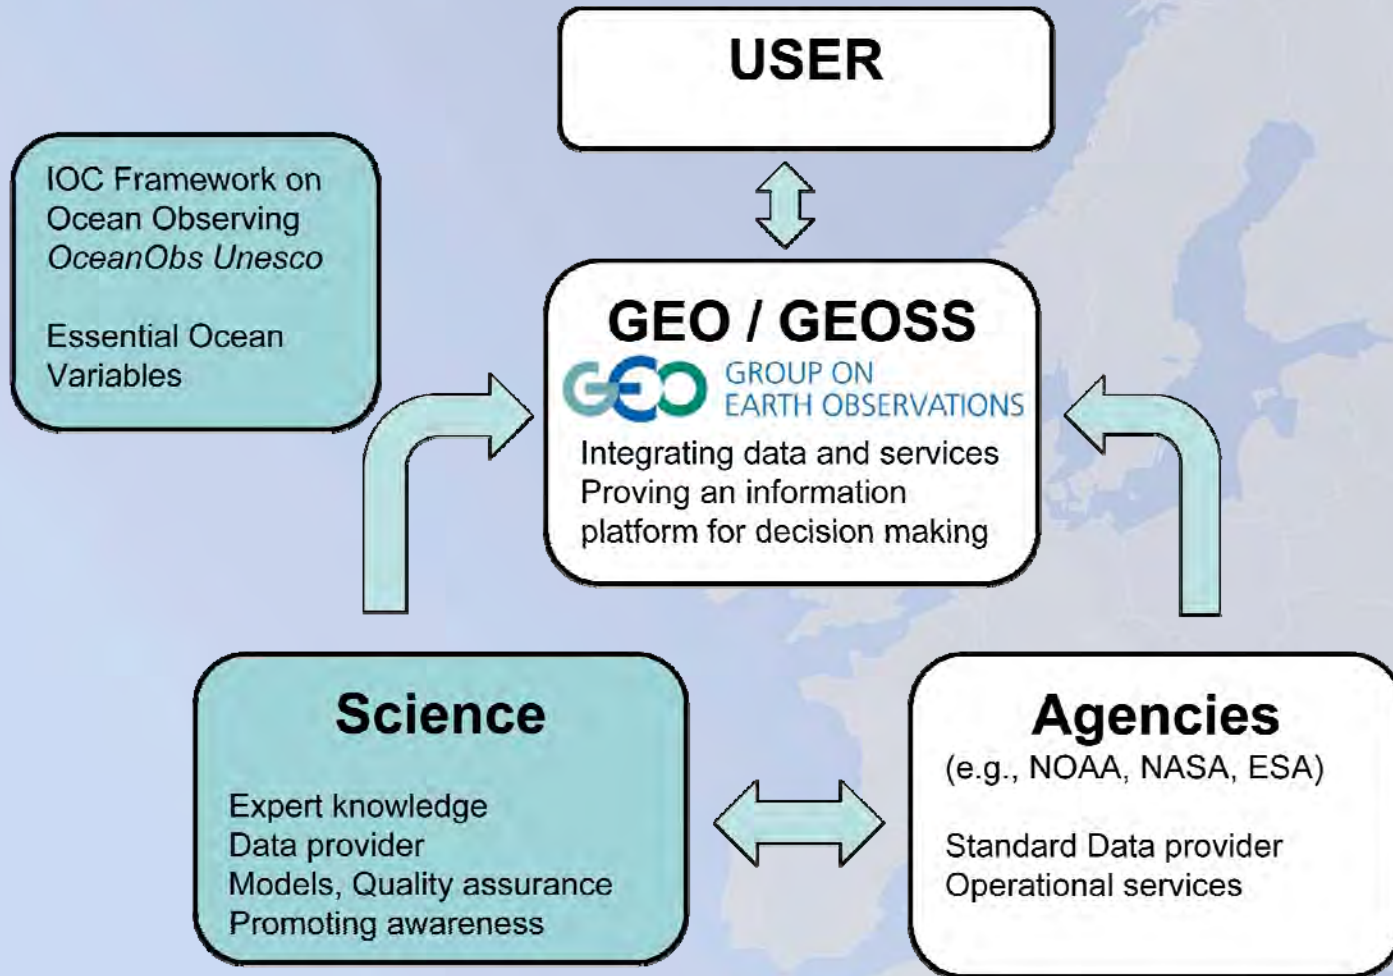 USER
IOC Framework on
Ocean Observing
OceanObs Unesco
Essential Ocean
Variables
GEO / GEOSS
GEO GROUP ON
EARTH OBSERVATIONS
Integrating data and services
Proving an information
platform for decision making
Science
Expert knowledge
Data provider
Models, Quality assurance
Promoting awareness
Agencies
(e.g., NOAA, NASA, ESA)
Standard Data provider
Operational services